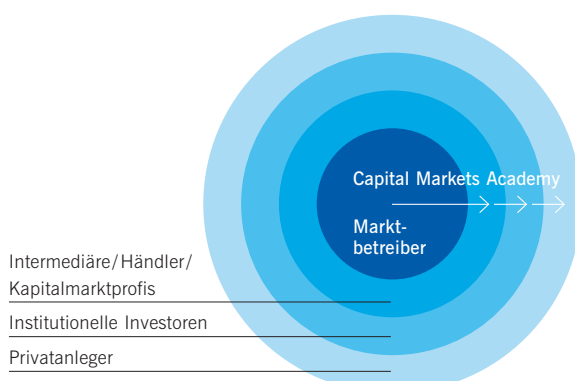 Capital Markets Academy
Markt-
betreiber
Intermediäre/Händler/
Kapitalmarktprofis
Institutionelle Investoren
Privatanleger